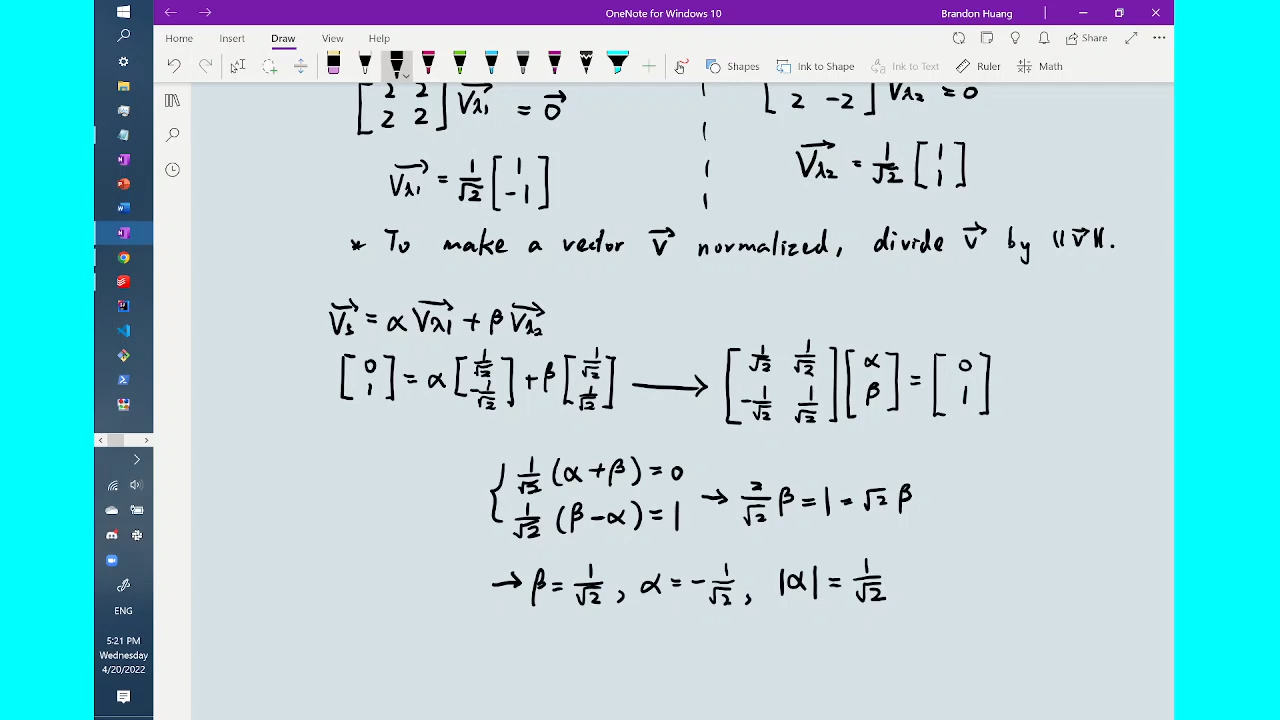 OneNote for Windows 10
Brandon Huang
Home Insert Draw View Help
Share
Shapes Ink to Shape Ink to Text Ruler Math
[2 2; 2 2] V⃗λ1 = 0⃗
2 -2] V⃗λ2 = 0
V⃗λ1 = 1/√2 [1; -1]
V⃗λ2 = 1/√2 [1; 1]
* To make a vector v⃗ normalized, divide v⃗ by ||v⃗||.
V⃗s = α V⃗λ1 + β V⃗λ2
[0; 1] = α [1/√2; -1/√2] + β [1/√2; 1/√2] → [1/√2 1/√2; -1/√2 1/√2] [α; β] = [0; 1]
{ 1/√2 (α + β) = 0
1/√2 (β - α) = 1 → 2/√2 β = 1 = √2 β
→ β = 1/√2, α = -1/√2, |α| = 1/√2
ENG
5:21 PM
Wednesday
4/20/2022